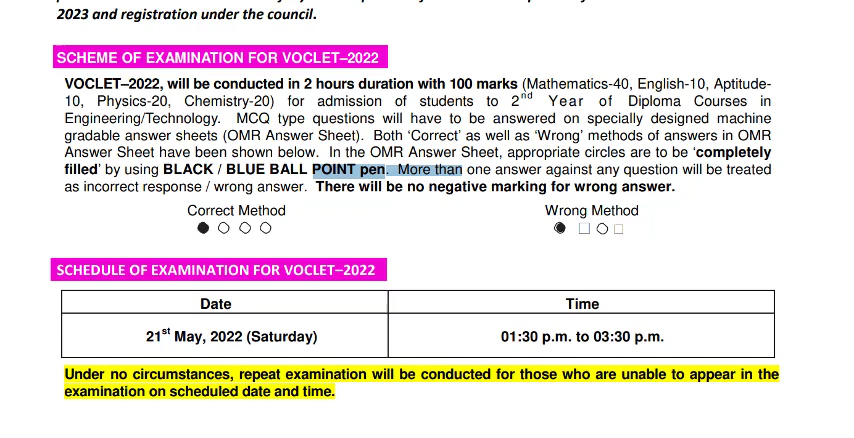 2023 and registration under the council.
SCHEME OF EXAMINATION FOR VOCLET–2022
VOCLET–2022, will be conducted in 2 hours duration with 100 marks (Mathematics-40, English-10, Aptitude-
10, Physics-20, Chemistry-20) for admission of students to 2nd Year of Diploma Courses in
Engineering/Technology. MCQ type questions will have to be answered on specially designed machine
gradable answer sheets (OMR Answer Sheet). Both ‘Correct’ as well as ‘Wrong’ methods of answers in OMR
Answer Sheet have been shown below. In the OMR Answer Sheet, appropriate circles are to be ‘completely
filled’ by using BLACK / BLUE BALL POINT pen. More than one answer against any question will be treated
as incorrect response / wrong answer. There will be no negative marking for wrong answer.
Correct Method Wrong Method
SCHEDULE OF EXAMINATION FOR VOCLET–2022
Date Time
21st May, 2022 (Saturday) 01:30 p.m. to 03:30 p.m.
Under no circumstances, repeat examination will be conducted for those who are unable to appear in the
examination on scheduled date and time.